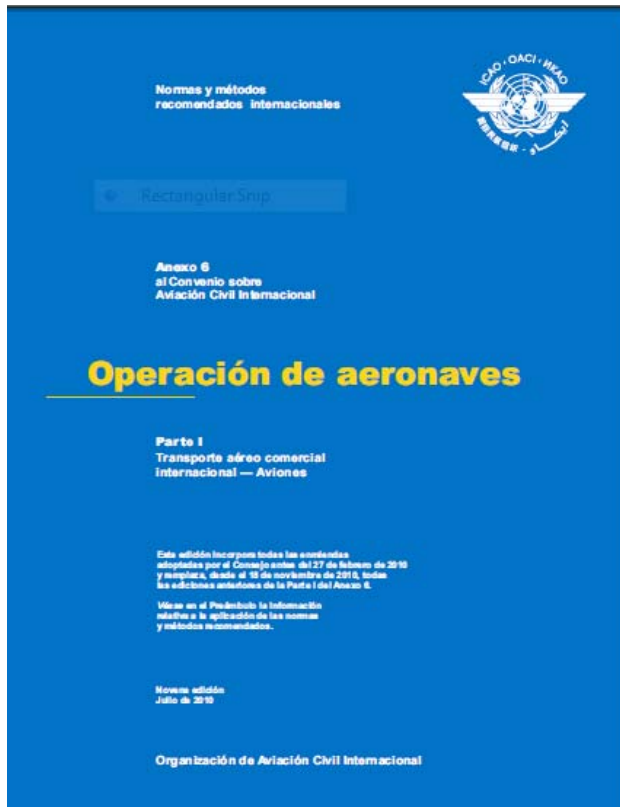 ICAO · OACI · ИКАО
Normas y métodos
recomendados internacionales
Rectangular Snip
Anexo 6
al Convenio sobre
Aviación Civil Internacional
Operación de aeronaves
Parte I
Transporte aéreo comercial
internacional — Aviones
Esta edición incorpora todas las enmiendas
adoptadas por el Consejo antes del 27 de febrero de 2010
y remplaza, desde el 18 de noviembre de 2010, todas
las ediciones anteriores de la Parte I del Anexo 6.
Véase en el Preámbulo la información
relativa a la aplicación de las normas
y métodos recomendados.
Novena edición
Julio de 2010
Organización de Aviación Civil Internacional